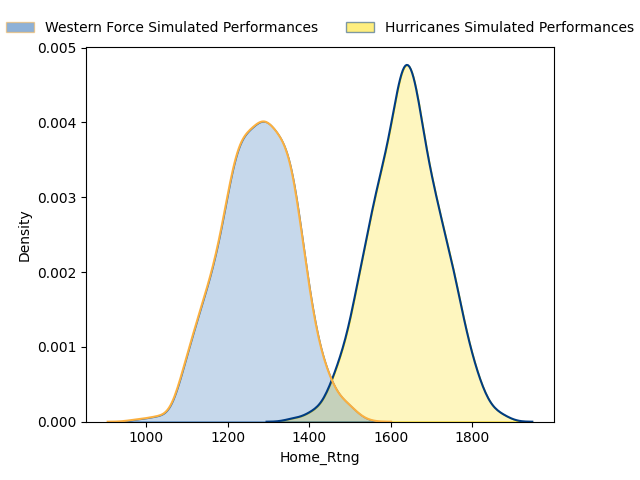 Western Force Simulated Performances Hurricanes Simulated Performances
0.005
0.004
0.003
0.002
0.001
0.000
Density
1000 1200 1400 1600 1800
Home_Rtng